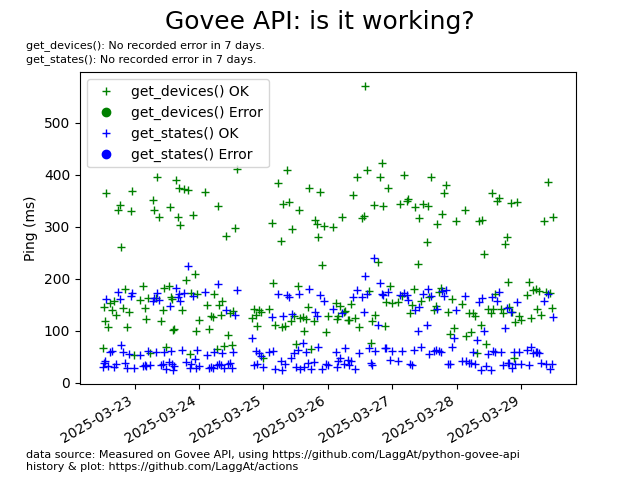 Govee API: is it working?
get_devices(): No recorded error in 7 days.
get_states(): No recorded error in 7 days.
get_devices() OK
get_devices() Error
get_states() OK
get_states() Error
Ping (ms)
500
400
300
200
100
0
2025-03-23
2025-03-24
2025-03-25
2025-03-26
2025-03-27
2025-03-28
2025-03-29
data source: Measured on Govee API, using https://github.com/LaggAt/python-govee-api
history & plot: https://github.com/LaggAt/actions